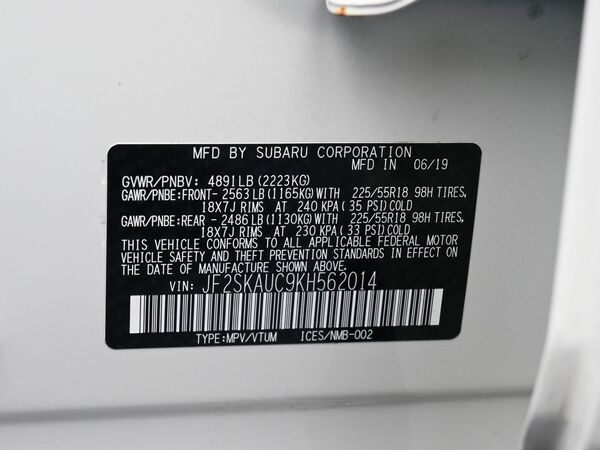 MFD BY SUBARU CORPORATION
MFD IN 06/19
GVWR/PNBV: 4891LB (2223KG)
GAWR/PNBE:FRONT- 2563LB (1165KG)WITH 225/55R18 98H TIRES,
18X7J RIMS AT 240 KPA (35 PSI)COLD
GAWR/PNBE:REAR - 2486LB (1130KG)WITH 225/55R18 98H TIRES,
18X7J RIMS AT 230 KPA (33 PSI)COLD
THIS VEHICLE CONFORMS TO ALL APPLICABLE FEDERAL MOTOR
VEHICLE SAFETY AND THEFT PREVENTION STANDARDS IN EFFECT
ON THE DATE OF MANUFACTURE SHOWN ABOVE.
VIN: JF2SKAUC9KH562014
TYPE:MPV/VTUM ICES/NMB-002